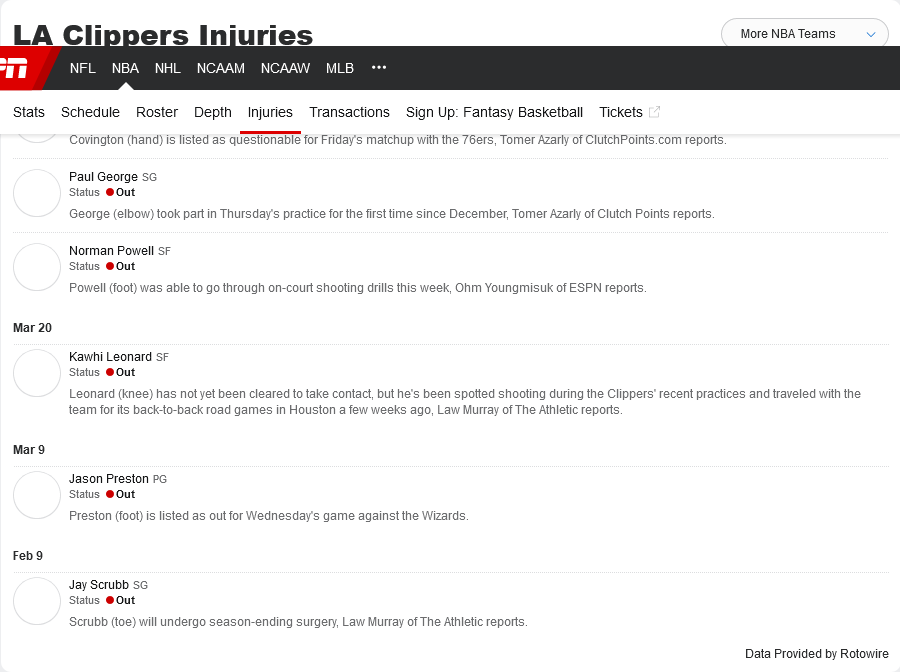 LA Clippers Injuries
More NBA Teams
NFL NBA NHL NCAAM NCAAW MLB •••
Stats Schedule Roster Depth Injuries Transactions Sign Up: Fantasy Basketball Tickets
Covington (hand) is listed as questionable for Friday's matchup with the 76ers, Tomer Azarly of ClutchPoints.com reports.
Paul George SG
Status Out
George (elbow) took part in Thursday's practice for the first time since December, Tomer Azarly of Clutch Points reports.
Norman Powell SF
Status Out
Powell (foot) was able to go through on-court shooting drills this week, Ohm Youngmisuk of ESPN reports.
Mar 20
Kawhi Leonard SF
Status Out
Leonard (knee) has not yet been cleared to take contact, but he's been spotted shooting during the Clippers' recent practices and traveled with the
team for its back-to-back road games in Houston a few weeks ago, Law Murray of The Athletic reports.
Mar 9
Jason Preston PG
Status Out
Preston (foot) is listed as out for Wednesday's game against the Wizards.
Feb 9
Jay Scrubb SG
Status Out
Scrubb (toe) will undergo season-ending surgery, Law Murray of The Athletic reports.
Data Provided by Rotowire